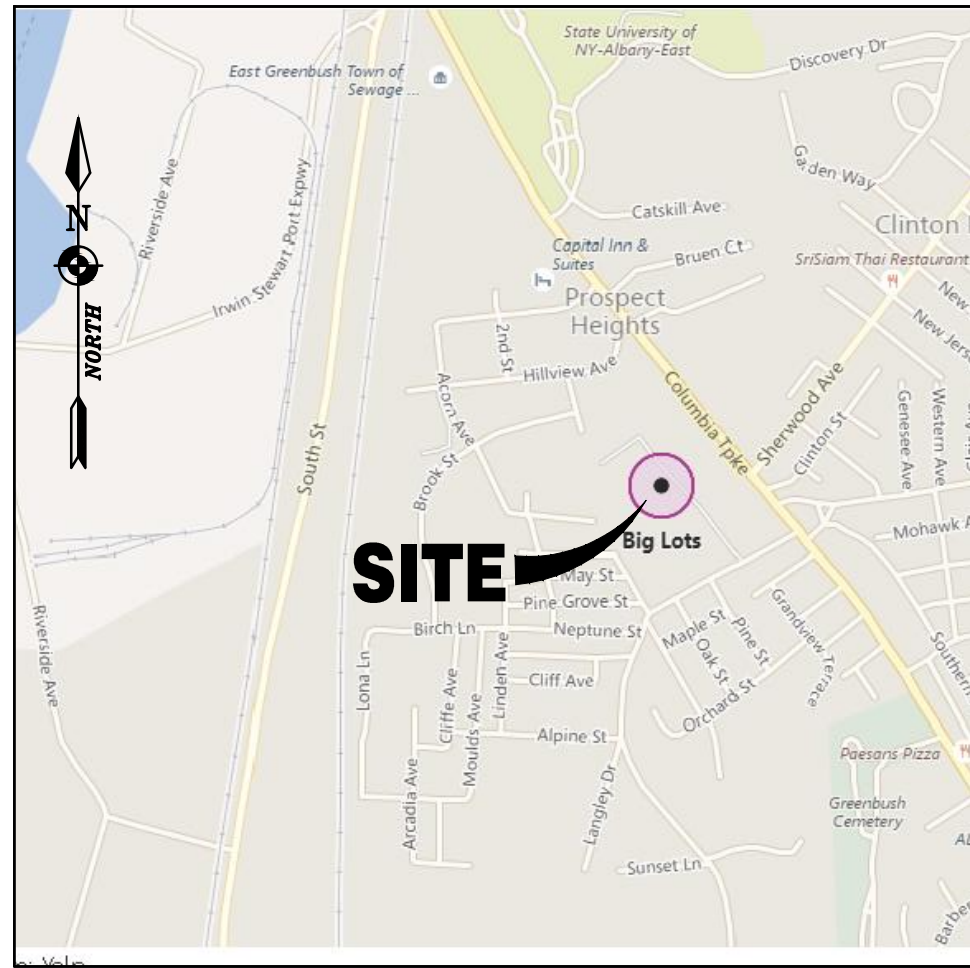 State University of
NY-Albany-East
Discovery Dr
East Greenbush Town of
Sewage ...
Riverside Ave
Irwin Stewart Port Expwy
N
NORTH
Garden Way
Catskill Ave
Clinton
Bruen Ct
Capital Inn &
Suites
SriSiam Thai Restaurant
Prospect
Heights
New
New Jers
2nd St
Hillview Ave
Acorn Ave
Columbia Tpke
Sherwood Ave
Clinton St
Genesee Ave
Western Ave
South St
Brook St
Mohawk A
Big Lots
SITE
May St
Pine Grove St
Birch Ln
Neptune St
Maple St
Oak St
Pine St
Grandview Terrace
Orchard St
Southern
Riverside Ave
Lona Ln
Linden Ave
Cliff Ave
Cliffe Ave
Moulds Ave
Alpine St
Arcadia Ave
Langley Dr
Paesans Pizza
Greenbush
Cemetery
Sunset Ln
Barber